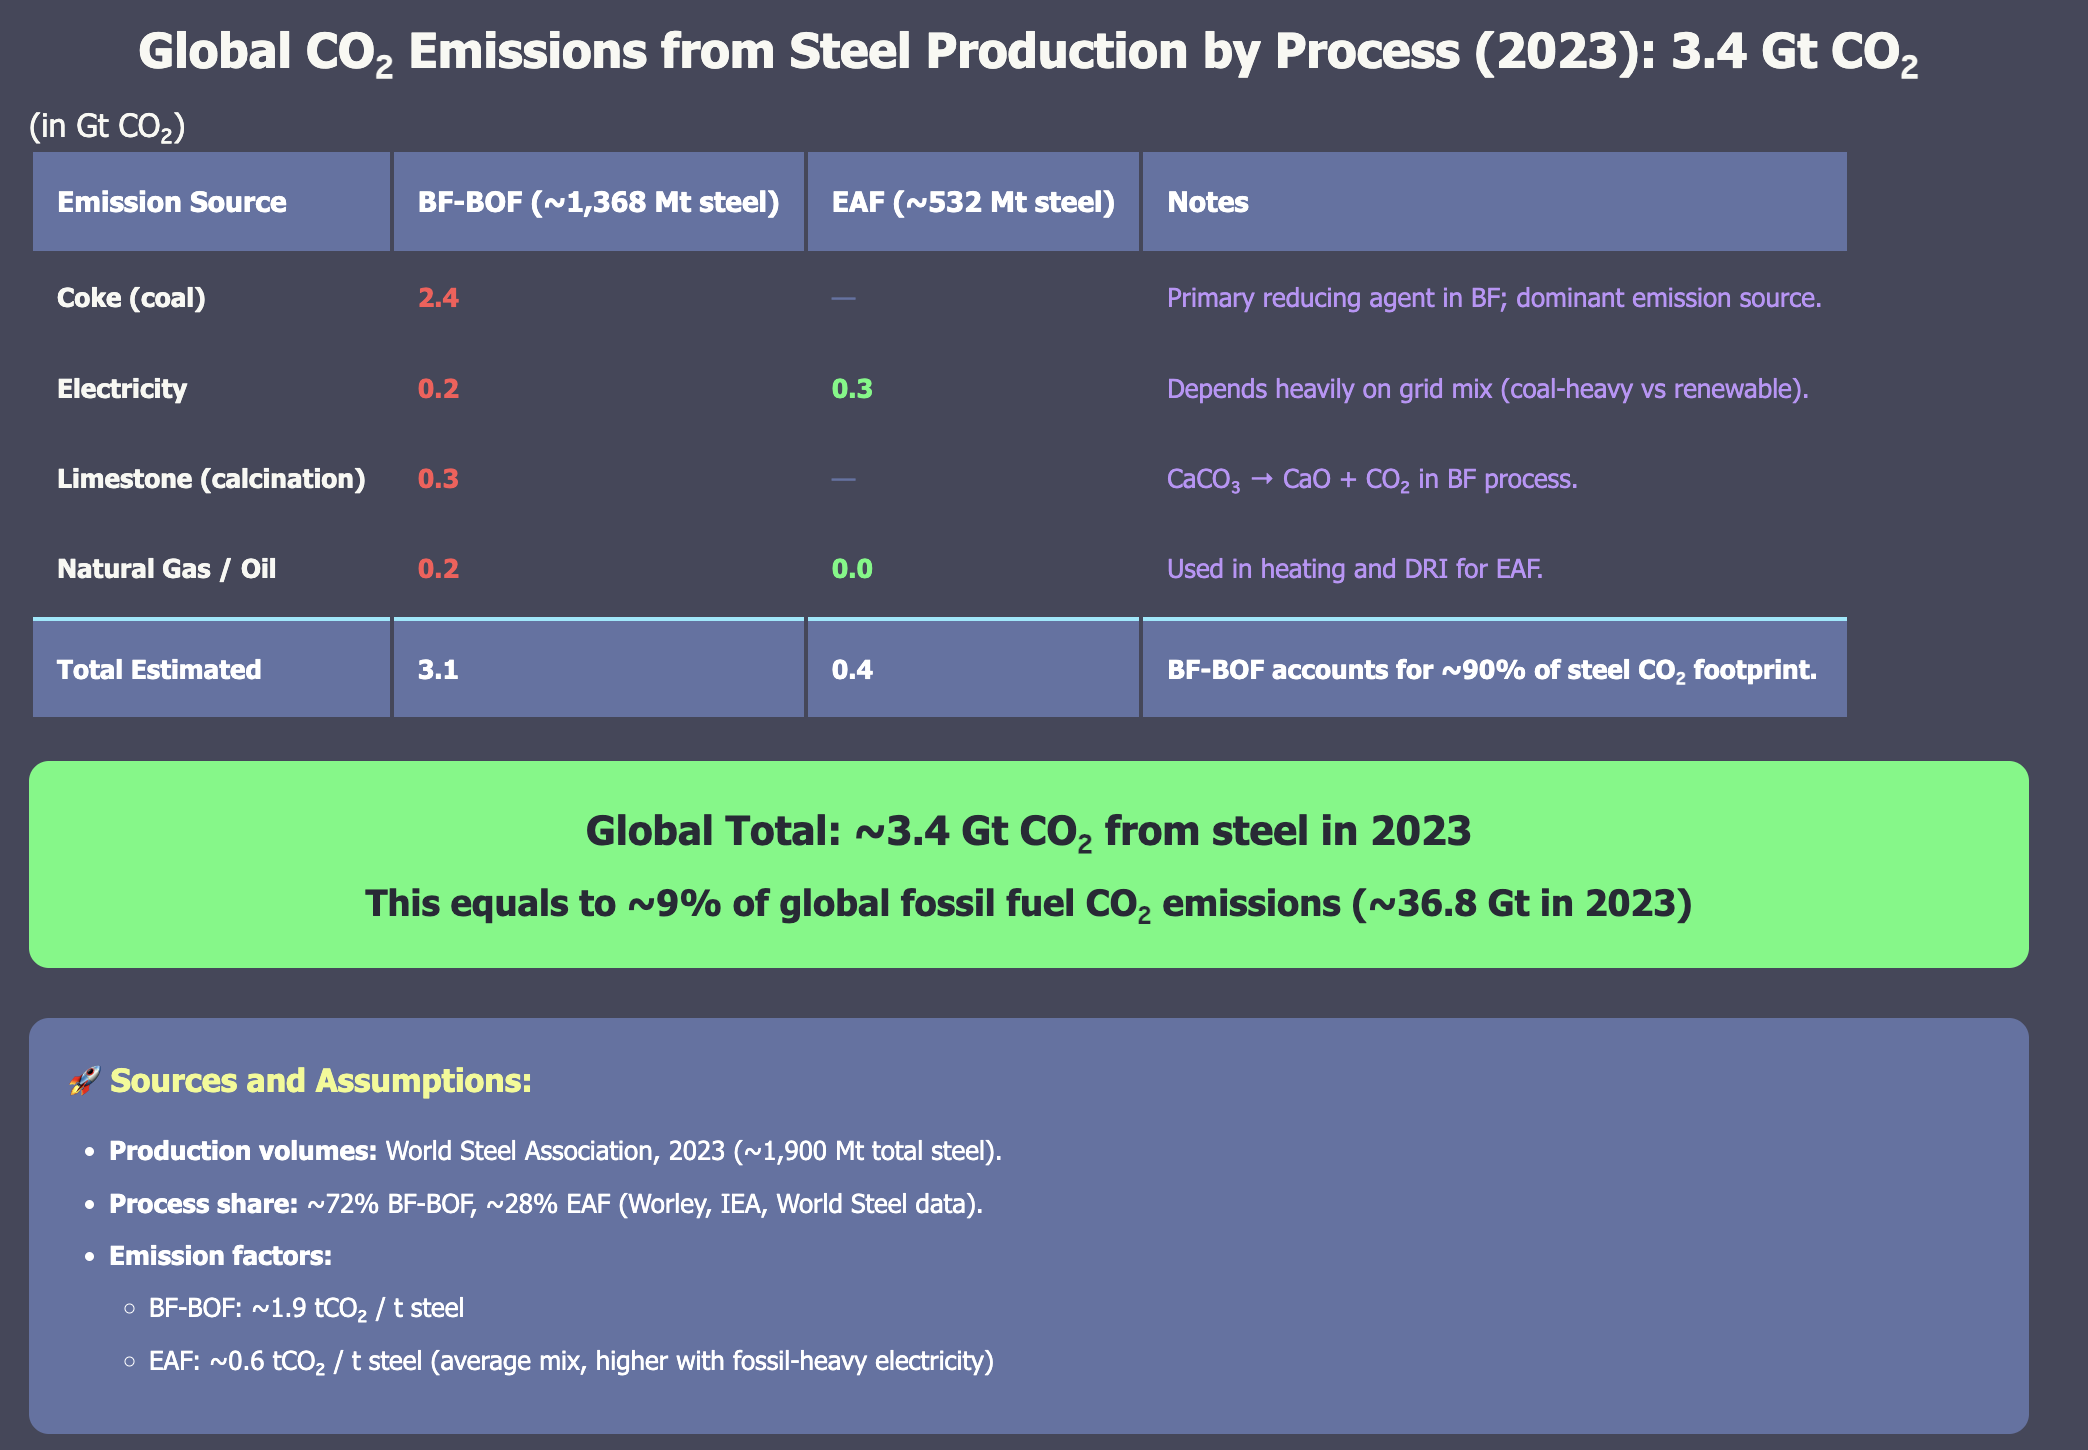 Global CO₂ Emissions from Steel Production by Process (2023): 3.4 Gt CO₂
(in Gt CO₂)
Emission Source BF-BOF (~1,368 Mt steel) EAF (~532 Mt steel) Notes
Coke (coal) 2.4 — Primary reducing agent in BF; dominant emission source.
Electricity 0.2 0.3 Depends heavily on grid mix (coal-heavy vs renewable).
Limestone (calcination) 0.3 — CaCO₃ → CaO + CO₂ in BF process.
Natural Gas / Oil 0.2 0.0 Used in heating and DRI for EAF.
Total Estimated 3.1 0.4 BF-BOF accounts for ~90% of steel CO₂ footprint.
Global Total: ~3.4 Gt CO₂ from steel in 2023
This equals to ~9% of global fossil fuel CO₂ emissions (~36.8 Gt in 2023)
🚀 Sources and Assumptions:
• Production volumes: World Steel Association, 2023 (~1,900 Mt total steel).
• Process share: ~72% BF-BOF, ~28% EAF (Worley, IEA, World Steel data).
• Emission factors:
◦ BF-BOF: ~1.9 tCO₂ / t steel
◦ EAF: ~0.6 tCO₂ / t steel (average mix, higher with fossil-heavy electricity)